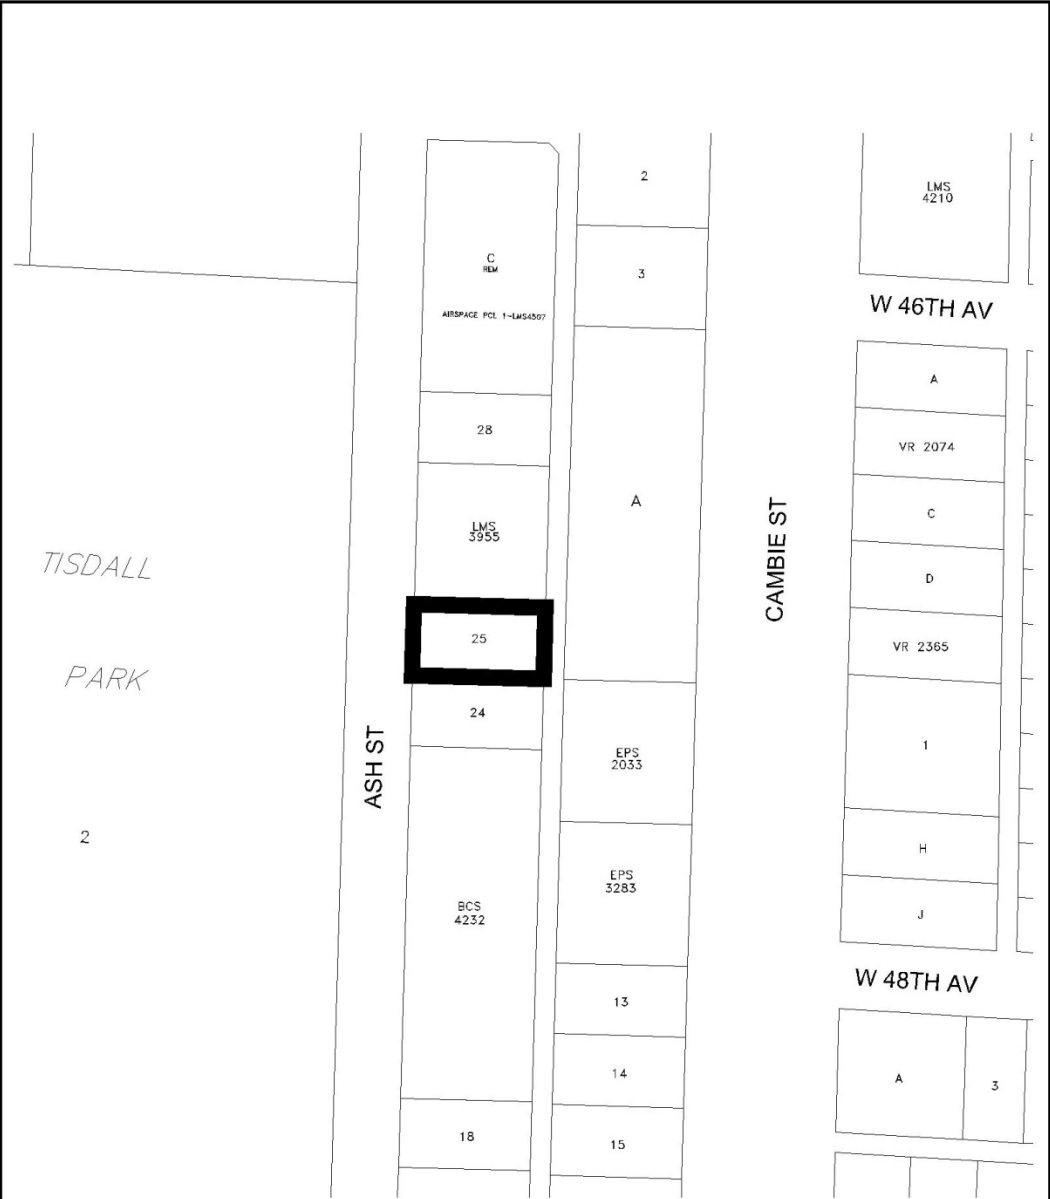 2
LMS
4210
C
REM
3
AIRSPACE PCL 1-LMS4507
W 46TH AV
A
28
VR 2074
A
LMS
3955
C
CAMBIE ST
TISDALL
D
25
VR 2365
PARK
24
ASH ST
1
EPS
2033
2
H
EPS
3283
BCS
4232
J
W 48TH AV
13
14
A
3
18
15